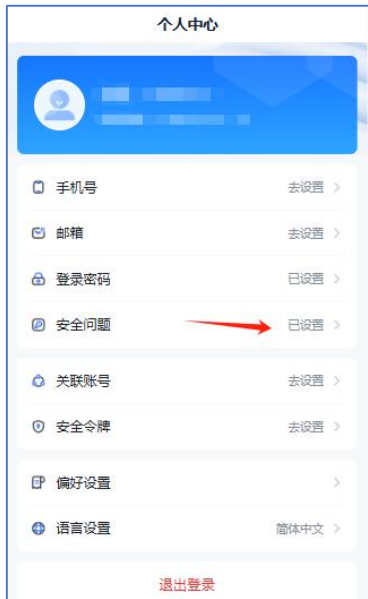 个人中心
手机号 去设置
邮箱 去设置
登录密码 已设置
安全问题 已设置
关联账号 去设置
安全令牌 去设置
偏好设置
语言设置 简体中文
退出登录